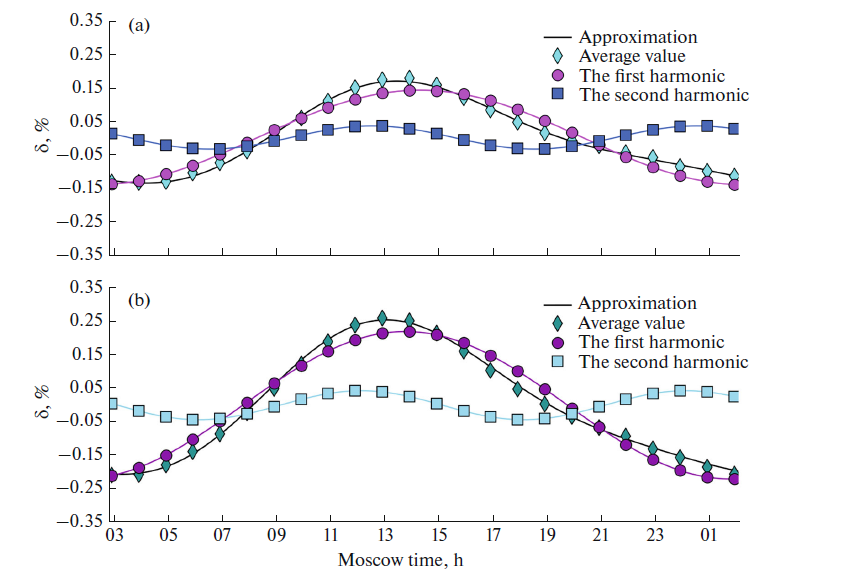 0.35
(a)
Approximation
Average value
The first harmonic
The second harmonic
0.25
0.15
0.05
−0.05
−0.15
−0.25
−0.35
δ, %
0.35
(b)
Approximation
Average value
The first harmonic
The second harmonic
0.25
0.15
0.05
−0.05
−0.15
−0.25
−0.35
δ, %
03 05 07 09 11 13 15 17 19 21 23 01
Moscow time, h